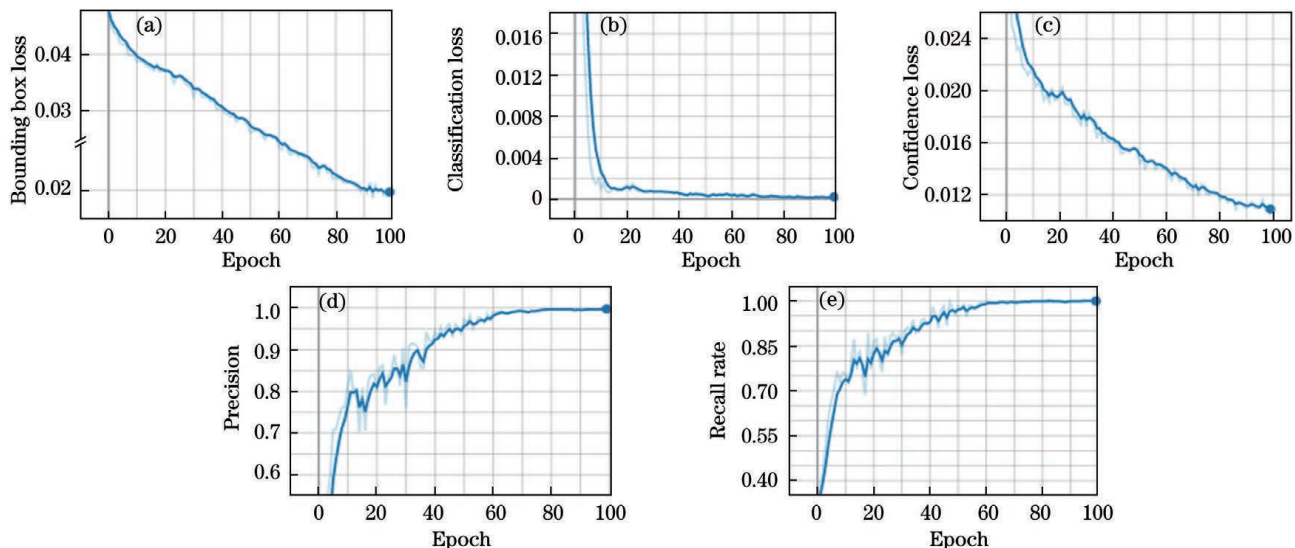 (a)
Bounding box loss
0.04
0.03
0.02
0 20 40 60 80 100
Epoch
(b)
Classification loss
0.016
0.012
0.008
0.004
0
0 20 40 60 80 100
Epoch
(c)
Confidence loss
0.024
0.020
0.016
0.012
0 20 40 60 80 100
Epoch
(d)
Precision
1.0
0.9
0.8
0.7
0.6
0 20 40 60 80 100
Epoch
(e)
Recall rate
1.00
0.85
0.70
0.55
0.40
0 20 40 60 80 100
Epoch